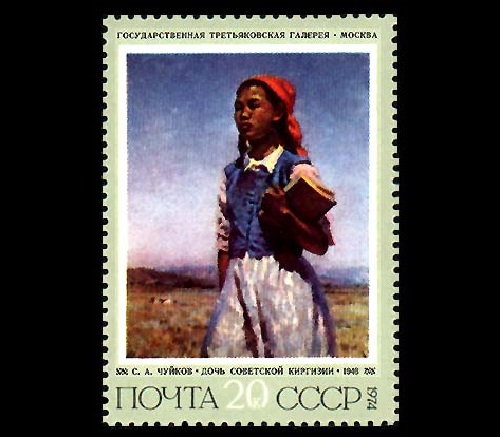 ГОСУДАРСТВЕННАЯ ТРЕТЬЯКОВСКАЯ ГАЛЕРЕЯ • МОСКВА
С. А. ЧУЙКОВ • ДОЧЬ СОВЕТСКОЙ КИРГИЗИИ • 1948
ПОЧТА 20 К СССР
1974